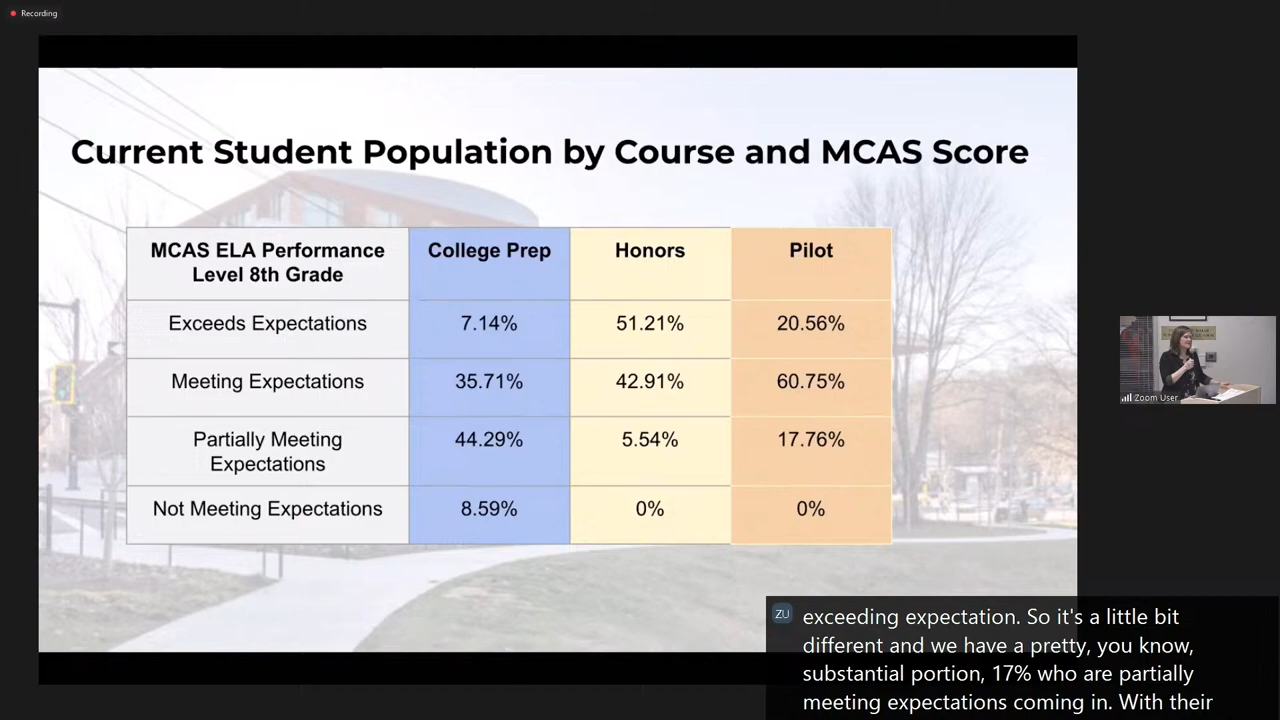 Recording
Current Student Population by Course and MCAS Score
MCAS ELA Performance
Level 8th Grade
College Prep
Honors
Pilot
Exceeds Expectations
7.14%
51.21%
20.56%
Meeting Expectations
35.71%
42.91%
60.75%
Partially Meeting
Expectations
44.29%
5.54%
17.76%
Not Meeting Expectations
8.59%
0%
0%
Zoom User
ZU
exceeding expectation. So it's a little bit
different and we have a pretty, you know,
substantial portion, 17% who are partially
meeting expectations coming in. With their